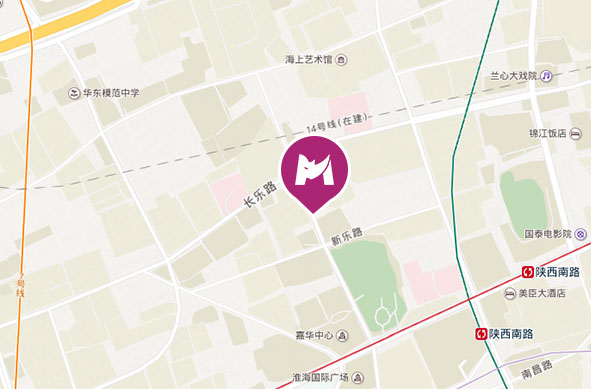 海上艺术馆
兰心大戏院
华东模范中学
14号线(在建)
锦江饭店
M
长乐路
新乐路
国泰电影院
陕西南路
7号线
美臣大酒店
嘉华中心
陕西南路
南昌路
淮海国际广场